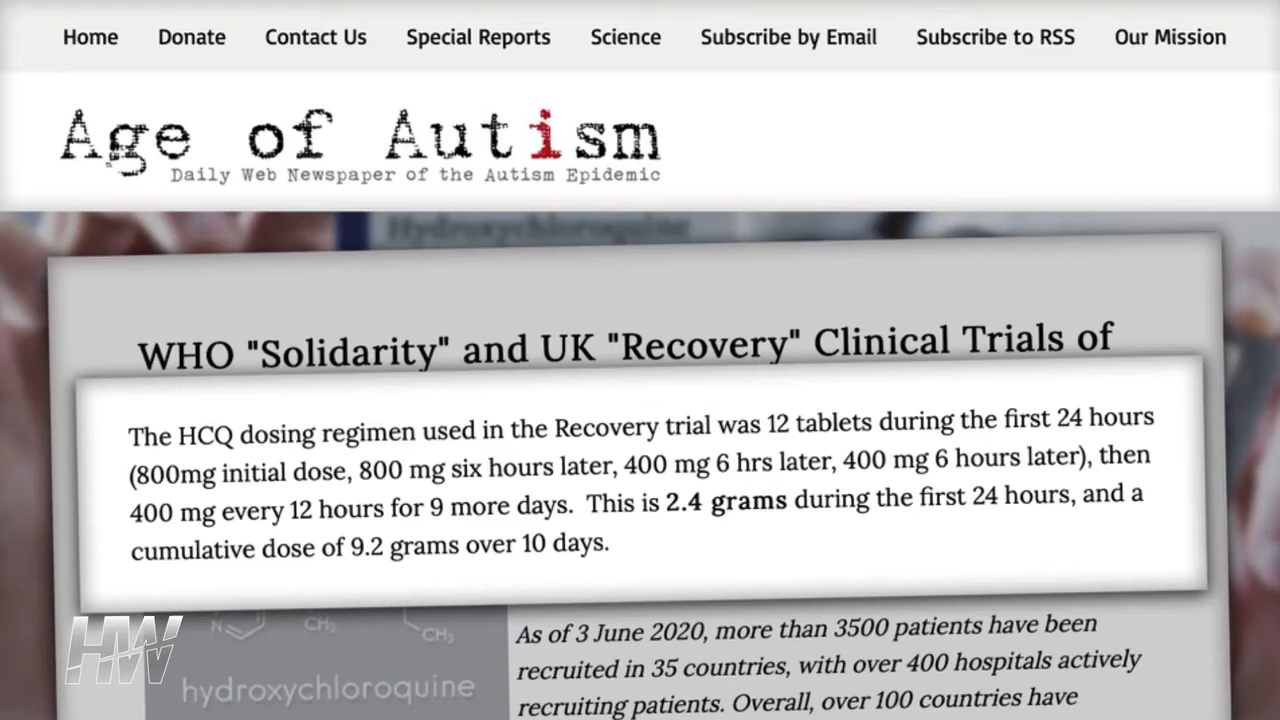 Home Donate Contact Us Special Reports Science Subscribe by Email Subscribe to RSS Our Mission
Age of Autism
Daily Web Newspaper of the Autism Epidemic
Hydroxychloroquine
WHO "Solidarity" and UK "Recovery" Clinical Trials of
The HCQ dosing regimen used in the Recovery trial was 12 tablets during the first 24 hours
(800mg initial dose, 800 mg six hours later, 400 mg 6 hrs later, 400 mg 6 hours later), then
400 mg every 12 hours for 9 more days. This is 2.4 grams during the first 24 hours, and a
cumulative dose of 9.2 grams over 10 days.
N CH₃ CH₃
hydroxychloroquine
As of 3 June 2020, more than 3500 patients have been
recruited in 35 countries, with over 400 hospitals actively
recruiting patients. Overall, over 100 countries have
HW